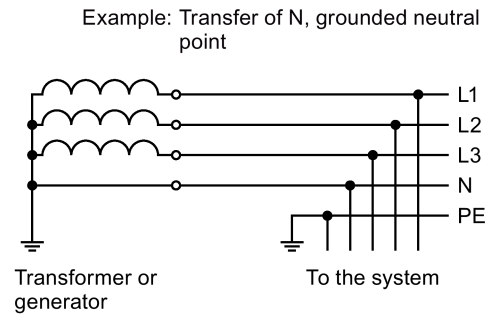 Example: Transfer of N, grounded neutral
point
L1
L2
L3
N
PE
Transformer or
generator
To the system